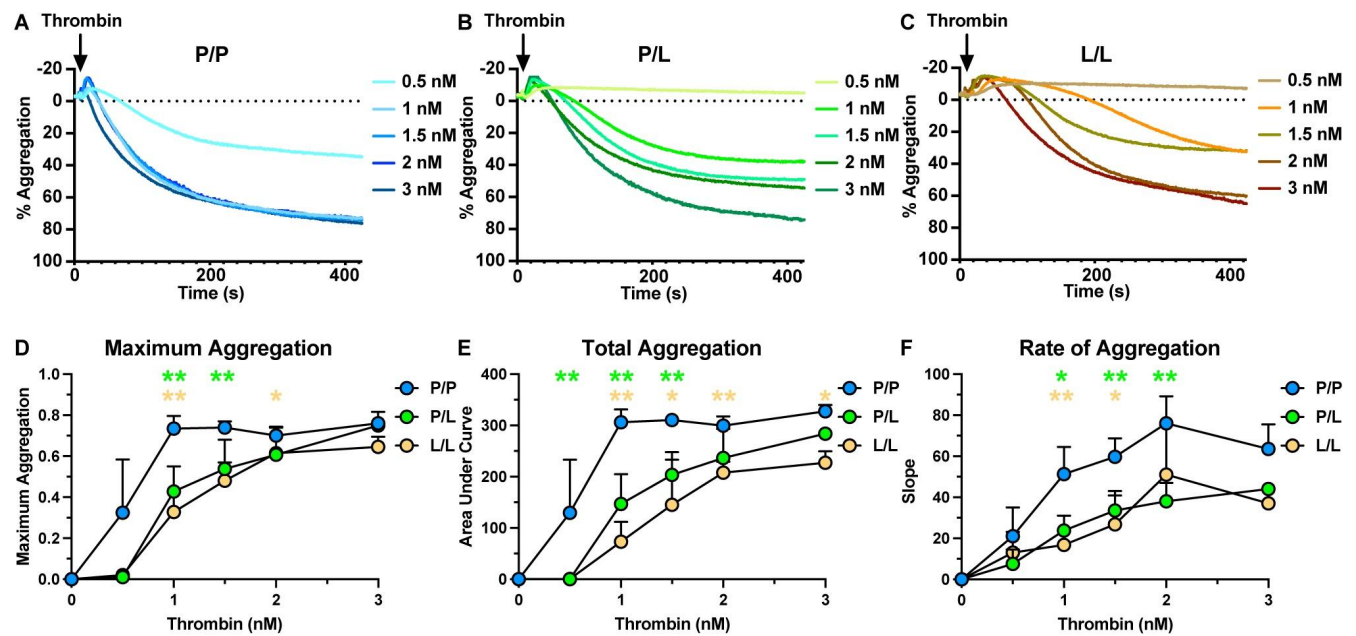 A Thrombin
P/P
-20
0
20
40
60
80
100
% Aggregation
0 200 400
Time (s)
0.5 nM
1 nM
1.5 nM
2 nM
3 nM
B Thrombin
P/L
-20
0
20
40
60
80
100
% Aggregation
0 200 400
Time (s)
0.5 nM
1 nM
1.5 nM
2 nM
3 nM
C Thrombin
L/L
-20
0
20
40
60
80
100
% Aggregation
0 200 400
Time (s)
0.5 nM
1 nM
1.5 nM
2 nM
3 nM
D Maximum Aggregation
** **
** *
1.0
0.8
0.6
0.4
0.2
0.0
Maximum Aggregation
0 1 2 3
Thrombin (nM)
P/P
P/L
L/L
E Total Aggregation
** ** **
** * ** *
400
300
200
100
0
Area Under Curve
0 1 2 3
Thrombin (nM)
P/P
P/L
L/L
F Rate of Aggregation
* ** **
** *
100
80
60
40
20
0
Slope
0 1 2 3
Thrombin (nM)
P/P
P/L
L/L